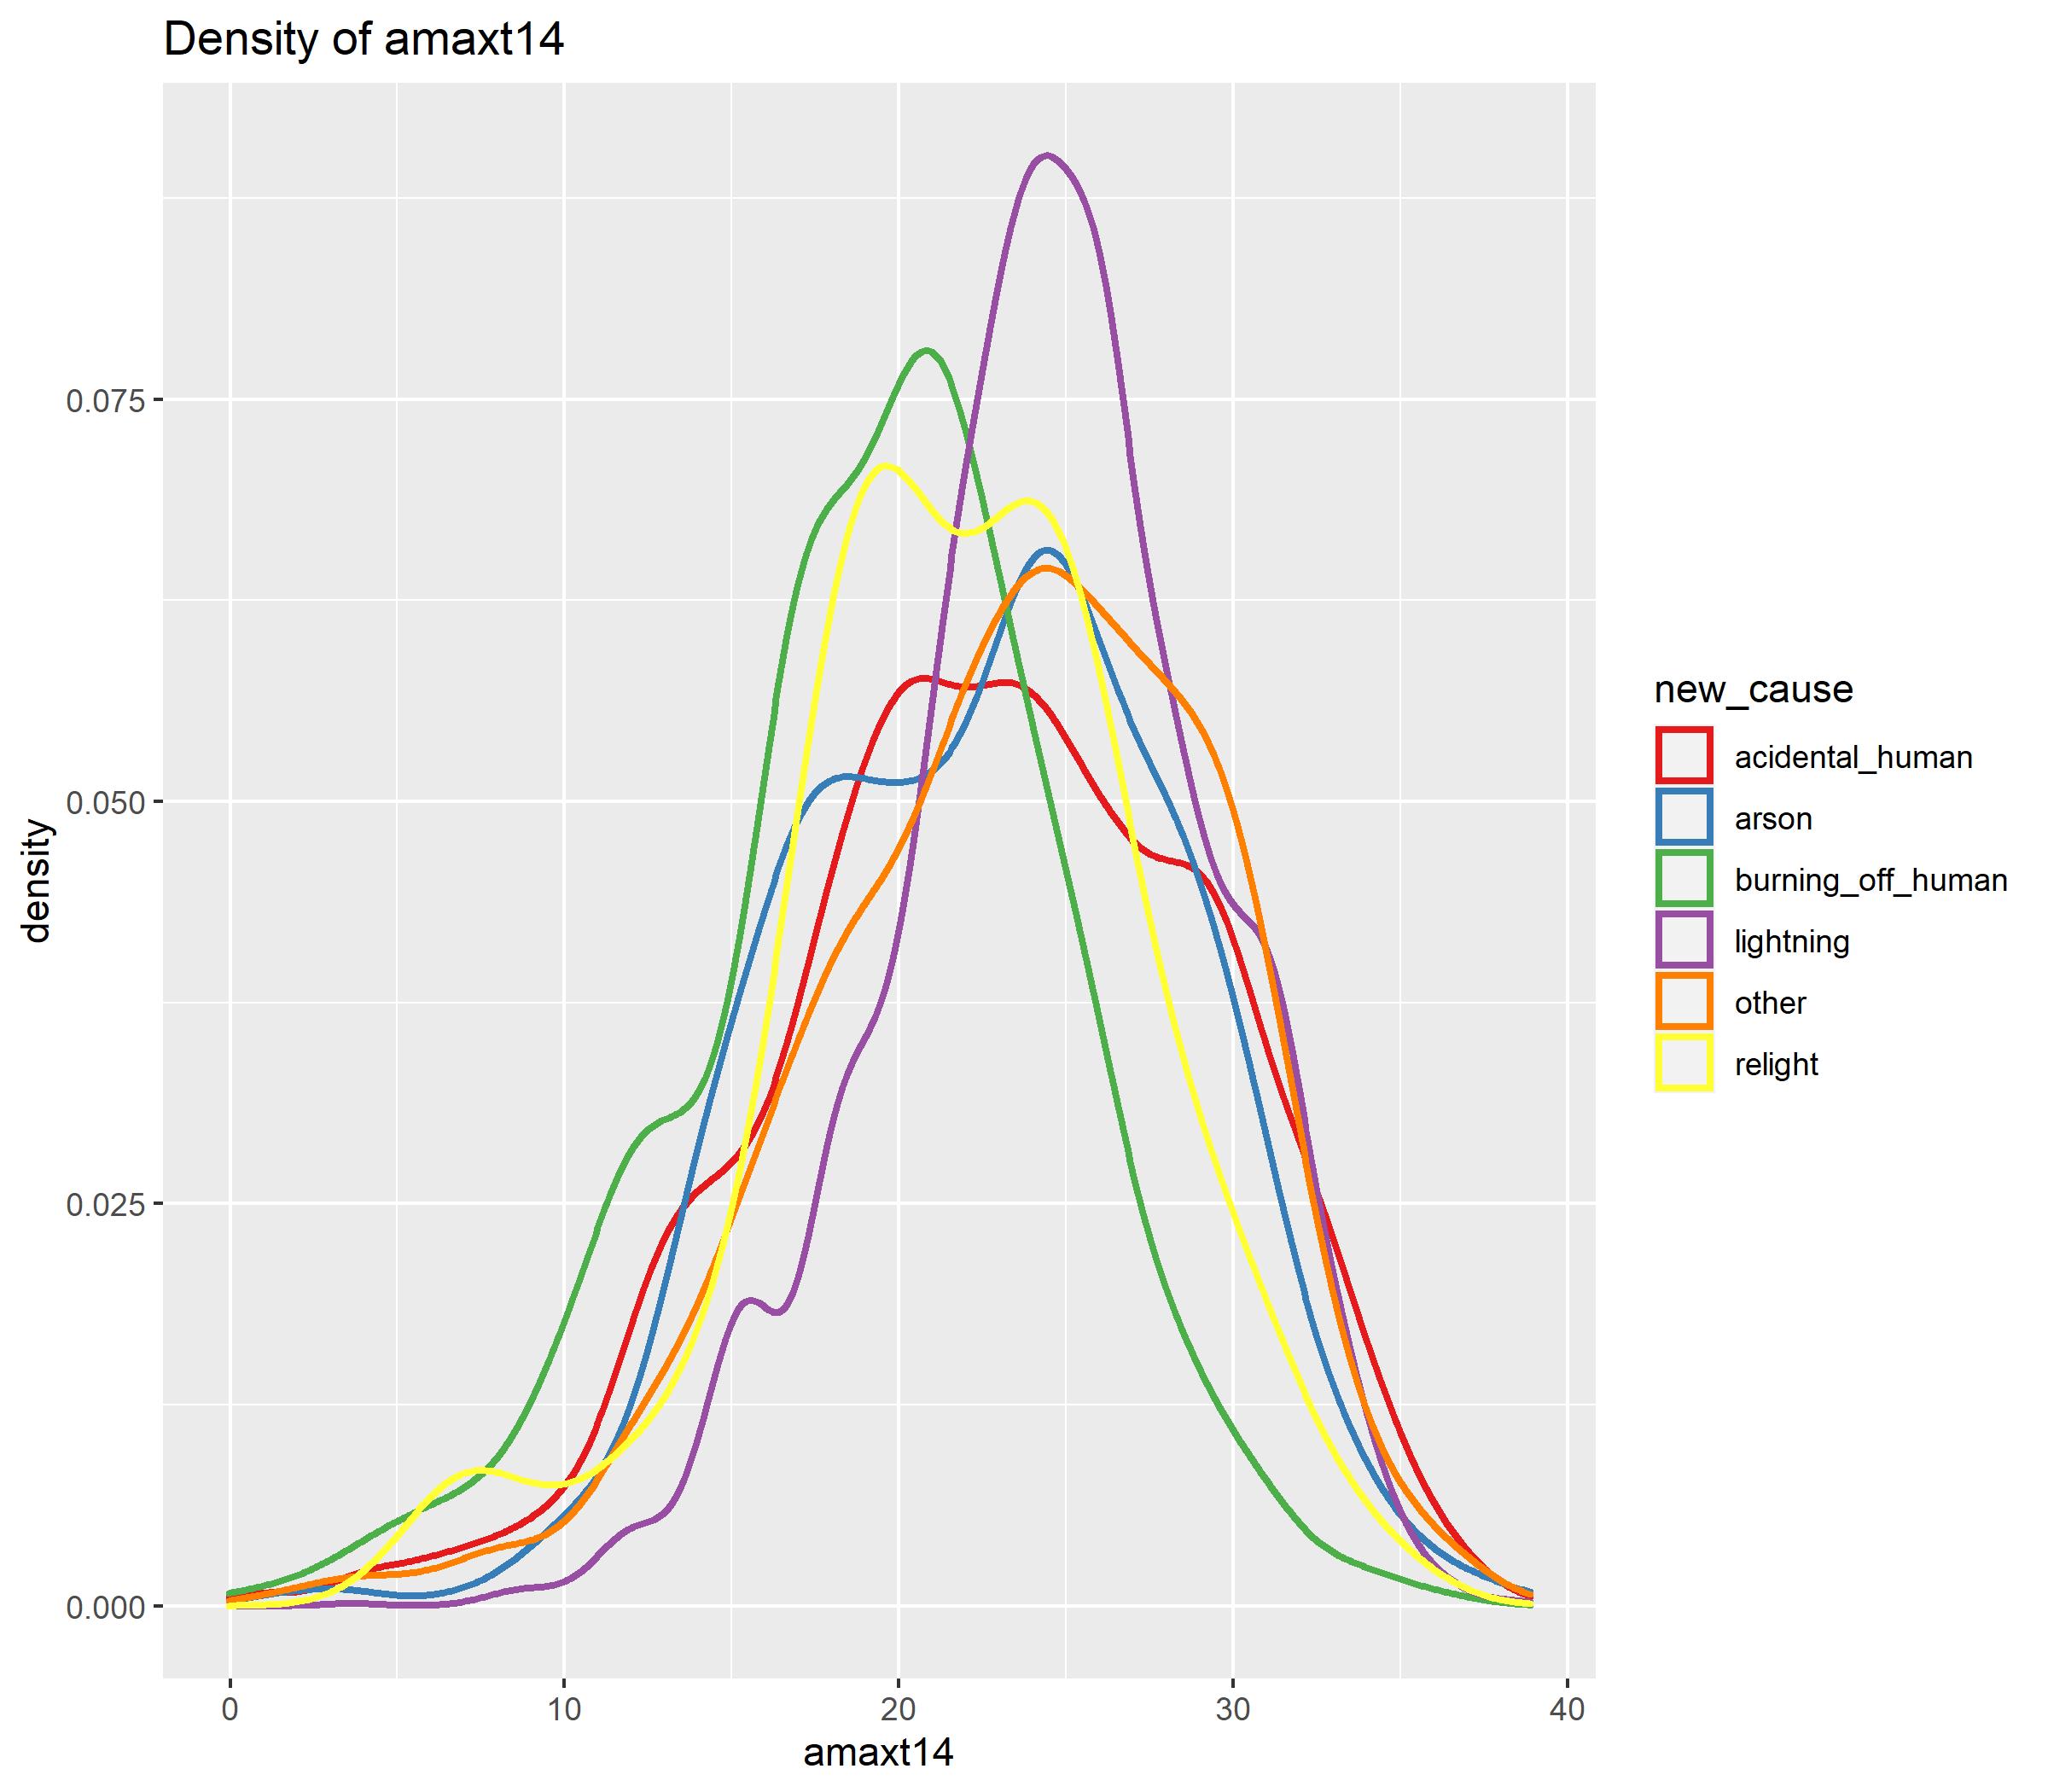 Density of amaxt14
density
0.075
0.050
0.025
0.000
0 10 20 30 40
amaxt14
new_cause
acidental_human
arson
burning_off_human
lightning
other
relight